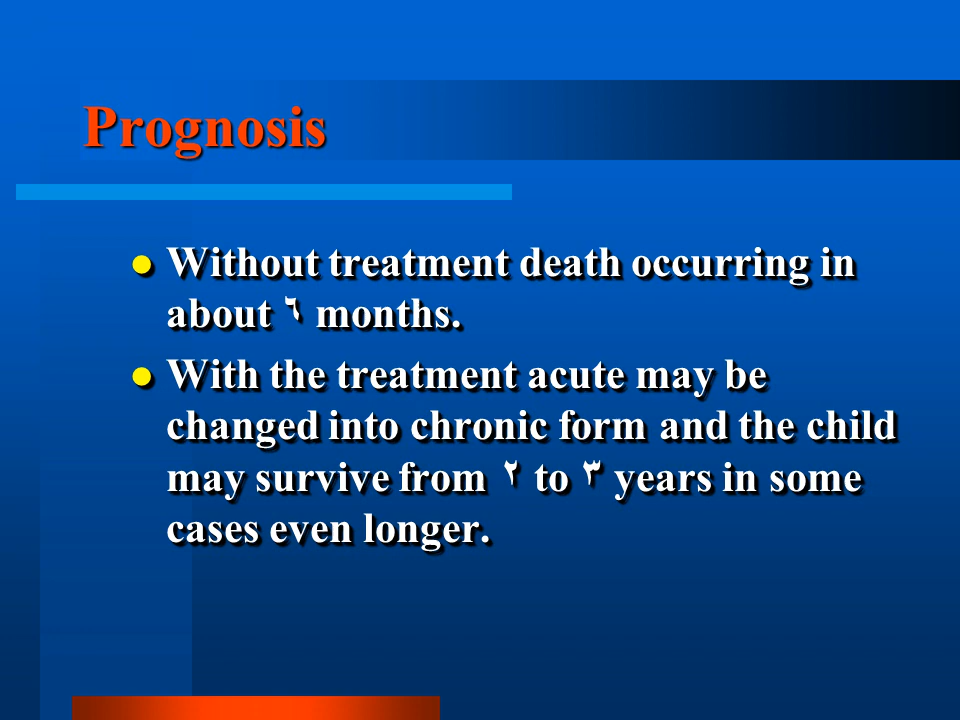 Prognosis
Without treatment death occurring in
about ٦ months.
With the treatment acute may be
changed into chronic form and the child
may survive from ٢ to ٣ years in some
cases even longer.